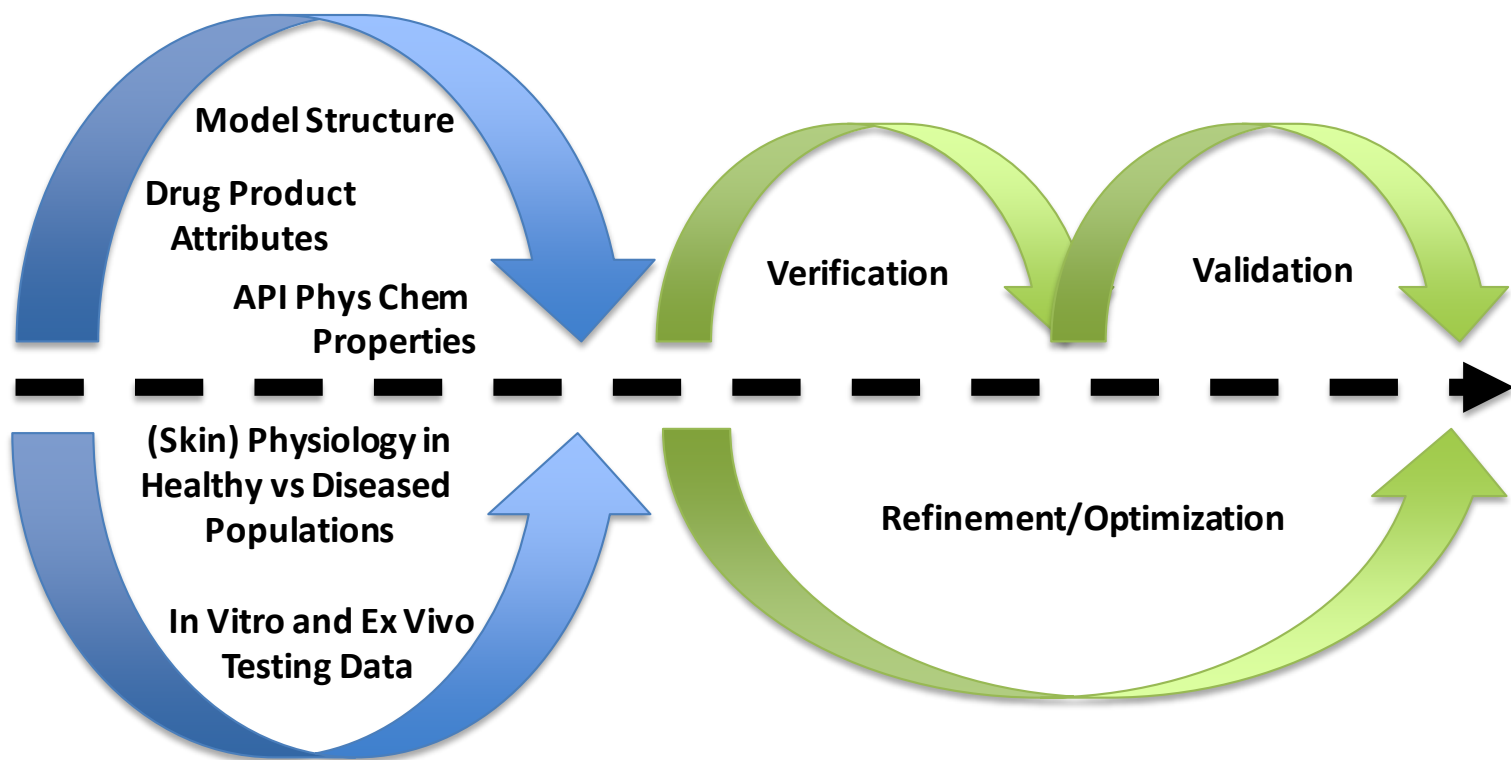 Model Structure
Drug Product
Attributes
API Phys Chem
Properties
Verification
Validation
(Skin) Physiology in
Healthy vs Diseased
Populations
In Vitro and Ex Vivo
Testing Data
Refinement/Optimization